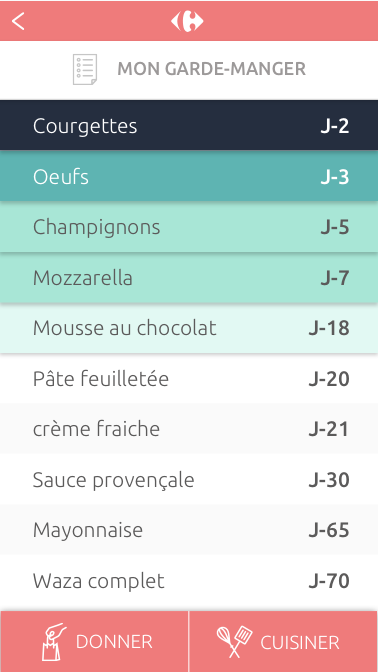 MON GARDE-MANGER
Courgettes J-2
Oeufs J-3
Champignons J-5
Mozzarella J-7
Mousse au chocolat J-18
Pâte feuilletée J-20
crème fraiche J-21
Sauce provençale J-30
Mayonnaise J-65
Waza complet J-70
DONNER CUISINER